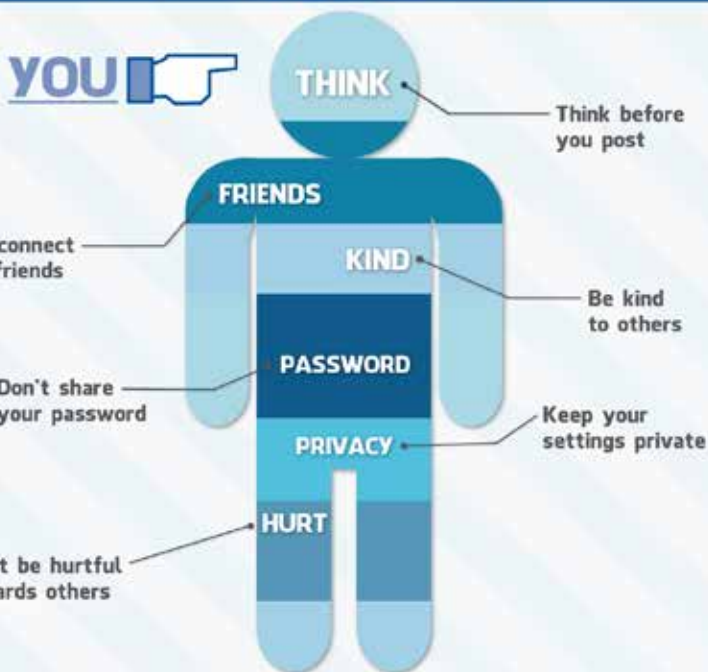 YOU
THINK
Think before
you post
FRIENDS
connect
friends
KIND
Be kind
to others
PASSWORD
Don't share
your password
PRIVACY
Keep your
settings private
HURT
t be hurtful
ards others